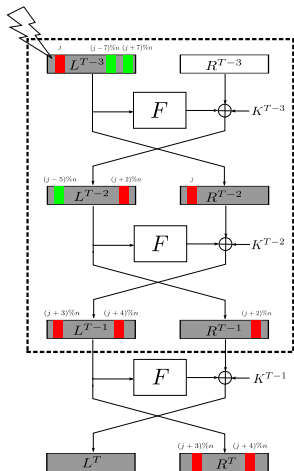 j (j − 7)%n (j + 7)%n
L^{T−3} R^{T−3}
F K^{T−3}
(j − 5)%n (j + 2)%n j
L^{T−2} R^{T−2}
F K^{T−2}
(j + 3)%n (j + 4)%n (j + 2)%n
L^{T−1} R^{T−1}
F K^{T−1}
(j + 3)%n (j + 4)%n
L^T R^T